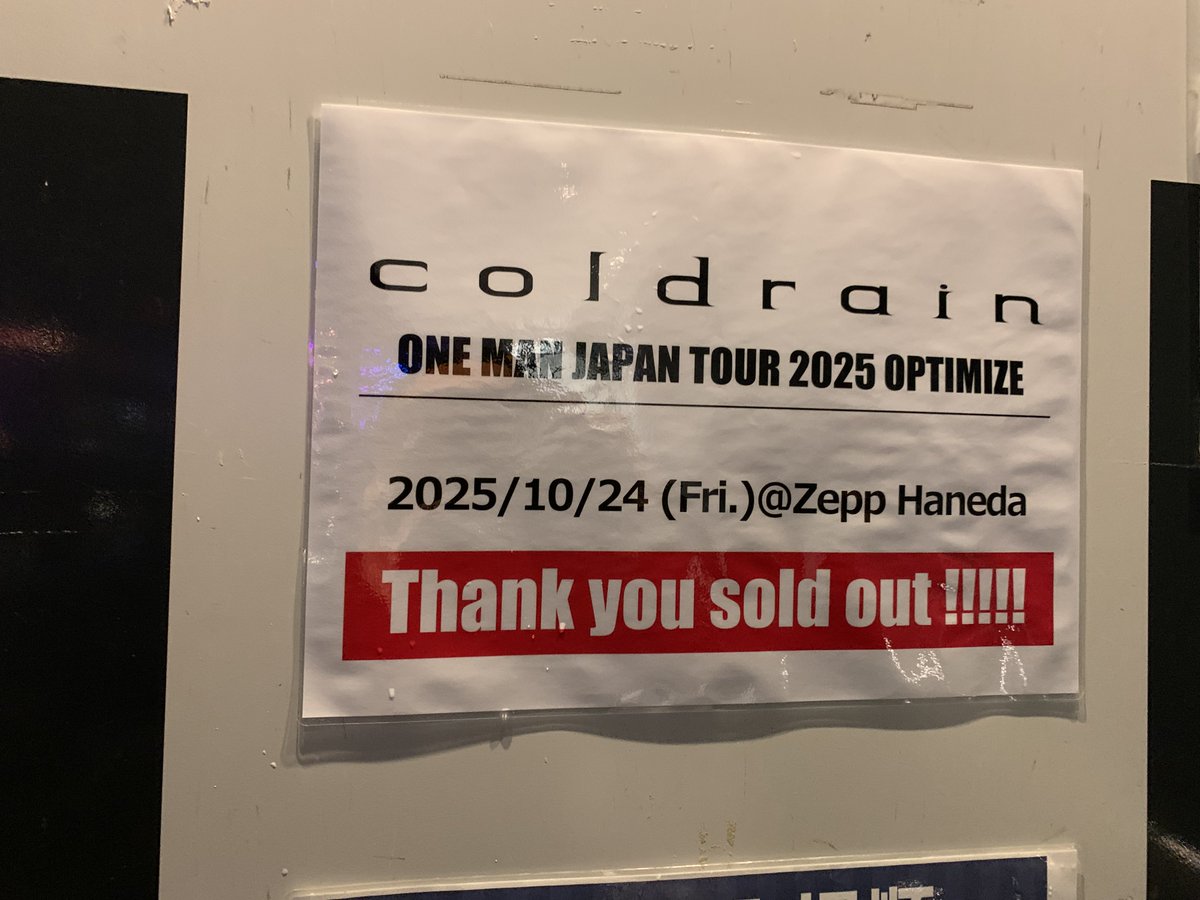 coldrain
ONE MAN JAPAN TOUR 2025 OPTIMIZE
2025/10/24 (Fri.)@Zepp Haneda
Thank you sold out !!!!!